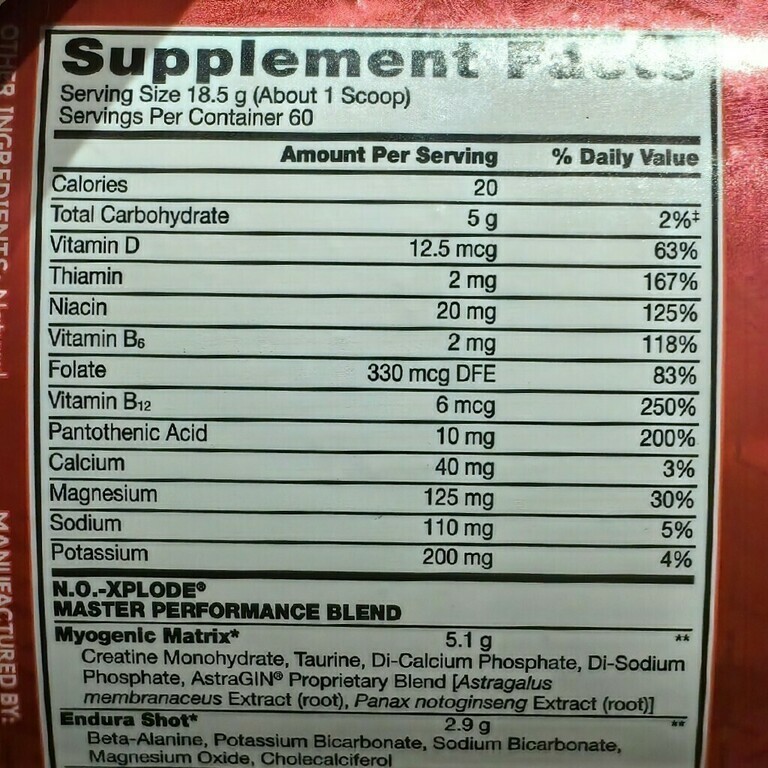 Supplement Facts
Serving Size 18.5 g (About 1 Scoop)
Servings Per Container 60
Amount Per Serving % Daily Value
Calories 20
Total Carbohydrate 5 g 2%‡
Vitamin D 12.5 mcg 63%
Thiamin 2 mg 167%
Niacin 20 mg 125%
Vitamin B6 2 mg 118%
Folate 330 mcg DFE 83%
Vitamin B12 6 mcg 250%
Pantothenic Acid 10 mg 200%
Calcium 40 mg 3%
Magnesium 125 mg 30%
Sodium 110 mg 5%
Potassium 200 mg 4%
N.O.-XPLODE®
MASTER PERFORMANCE BLEND
Myogenic Matrix* 5.1 g **
Creatine Monohydrate, Taurine, Di-Calcium Phosphate, Di-Sodium
Phosphate, AstraGIN® Proprietary Blend [Astragalus
membranaceus Extract (root), Panax notoginseng Extract (root)]
Endura Shot* 2.9 g **
Beta-Alanine, Potassium Bicarbonate, Sodium Bicarbonate,
Magnesium Oxide, Cholecalciferol
OTHER INGREDIENTS:
MANUFACTURED BY: